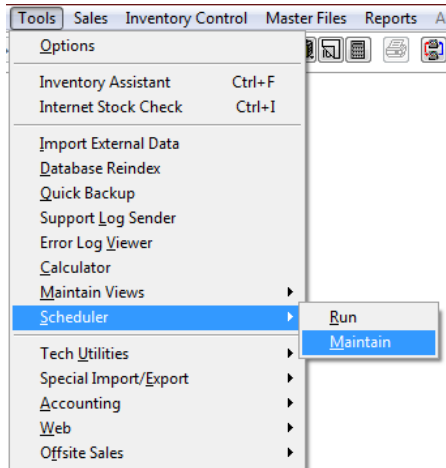 Tools Sales Inventory Control Master Files Reports A
Options
Inventory Assistant Ctrl+F
Internet Stock Check Ctrl+I
Import External Data
Database Reindex
Quick Backup
Support Log Sender
Error Log Viewer
Calculator
Maintain Views
Scheduler Run
Maintain
Tech Utilities
Special Import/Export
Accounting
Web
Offsite Sales